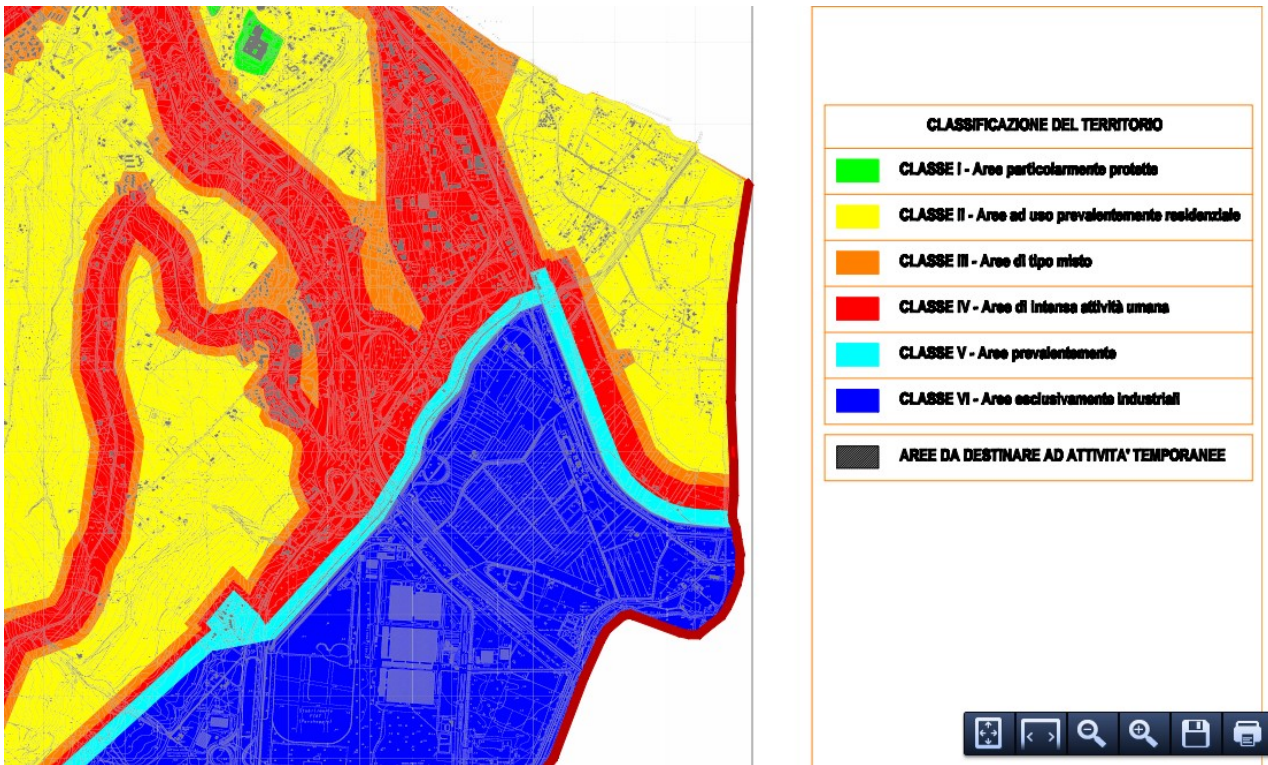 CLASSIFICAZIONE DEL TERRITORIO
CLASSE I - Aree particolarmente protette
CLASSE II - Aree ad uso prevalentemente residenziale
CLASSE III - Aree di tipo misto
CLASSE IV - Aree di intensa attività umana
CLASSE V - Aree prevalentemente
CLASSE VI - Aree esclusivamente industriali
AREE DA DESTINARE AD ATTIVITA' TEMPORANEE